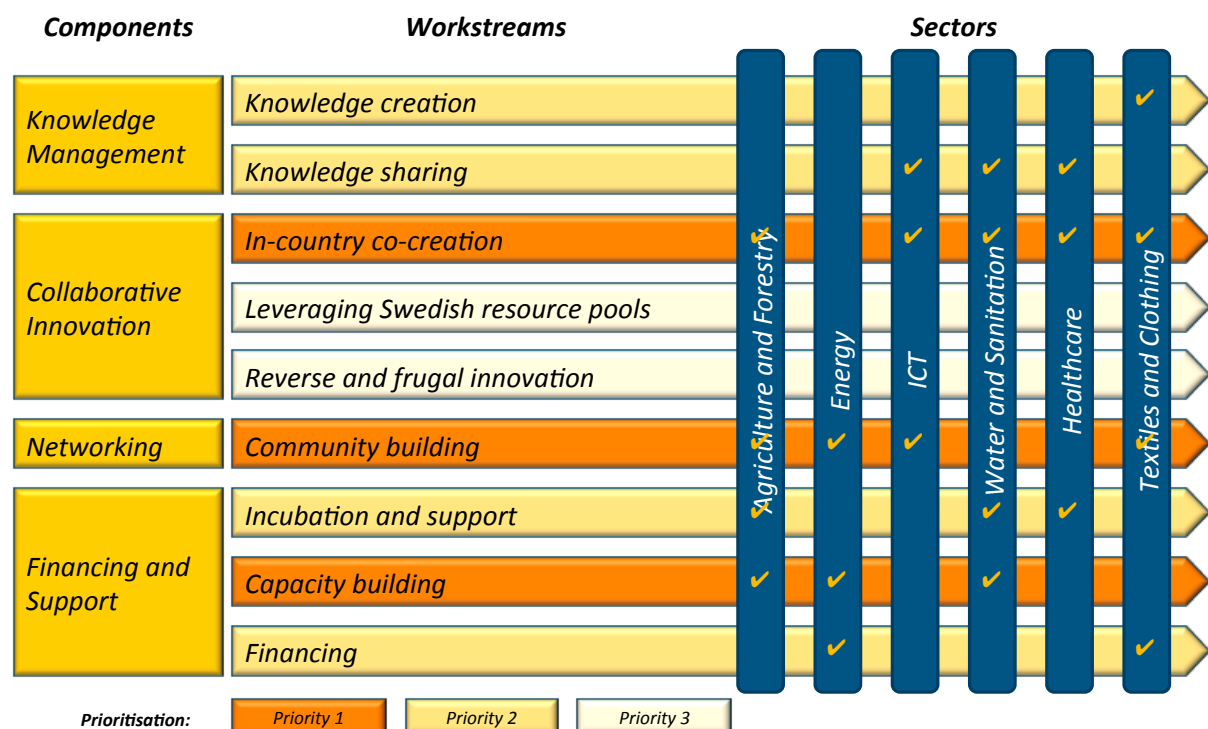 Components Workstreams Sectors
Knowledge
Management
Knowledge creation
Knowledge sharing
Collaborative
Innovation
In-country co-creation
Leveraging Swedish resource pools
Reverse and frugal innovation
Networking
Community building
Financing and
Support
Incubation and support
Capacity building
Financing
Agriculture and Forestry
Energy
ICT
Water and Sanitation
Healthcare
Textiles and Clothing
Prioritisation: Priority 1 Priority 2 Priority 3